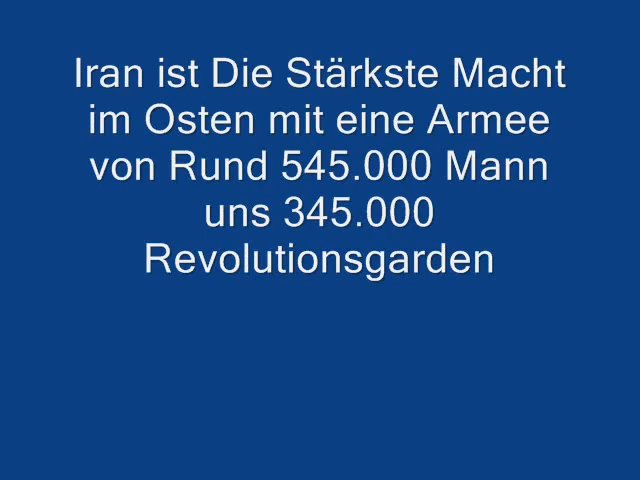 Iran ist Die Stärkste Macht
im Osten mit eine Armee
von Rund 545.000 Mann
uns 345.000
Revolutionsgarden